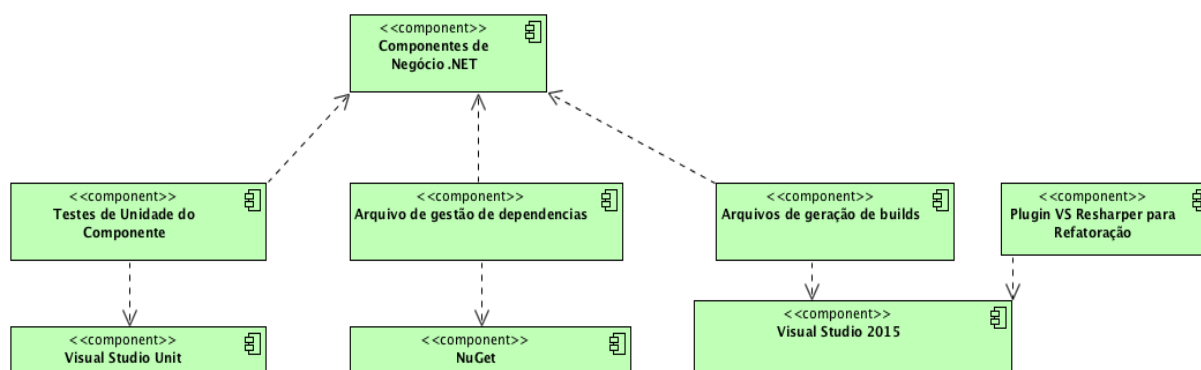 <<component>>
Componentes de
Negócio .NET
<<component>>
Testes de Unidade do
Componente
<<component>>
Arquivo de gestão de dependencias
<<component>>
Arquivos de geração de builds
<<component>>
Plugin VS Resharper para
Refatoração
<<component>>
Visual Studio Unit
<<component>>
NuGet
<<component>>
Visual Studio 2015